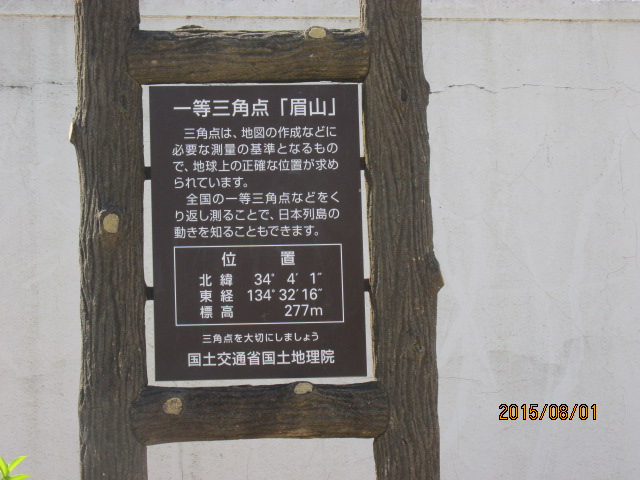 一等三角点「眉山」
三角点は、地図の作成などに
必要な測量の基準となるもの
で、地球上の正確な位置が求め
られています。
全国の一等三角点などをく
り返し測ることで、日本列島の
動きを知ることもできます。
位 置
北緯 34° 4′ 1″
東経 134° 32′ 16″
標高 277m
三角点を大切にしましょう
国土交通省国土地理院
2015/08/01